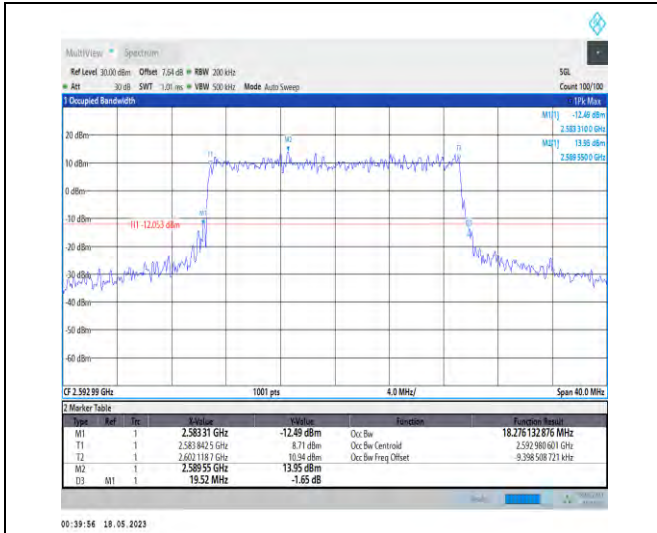 MultiView Spectrum
Ref Level 30.00 dBm Offset 7.64 dB RBW 200 kHz SGL
Att 30 dB SWT 1.01 ms VBW 500 kHz Mode Auto Sweep Count 100/100
1 Occupied Bandwidth 1Pk Max
M1[1] -12.49 dBm
2.583 310 0 GHz
M2[1] 13.95 dBm
2.589 550 0 GHz
20 dBm
M2
T1
10 dBm
0 dBm
-10 dBm
M1
H1 -12.053 dBm
-20 dBm
-30 dBm
-40 dBm
-50 dBm
-60 dBm
CF 2.592 99 GHz 1001 pts 4.0 MHz/ Span 40.0 MHz
2 Marker Table
Type Ref Trc X-Value Y-Value Function Function Result
M1 1 2.583 31 GHz -12.49 dBm Occ Bw 18.276 132 876 MHz
T1 1 2.583 842 5 GHz 8.71 dBm Occ Bw Centroid 2.592 980 601 GHz
T2 1 2.602 118 7 GHz 10.94 dBm Occ Bw Freq Offset -9.398 508 721 kHz
M2 1 2.589 55 GHz 13.95 dBm
D3 M1 1 19.52 MHz -1.65 dB
00:39:56 18.05.2023